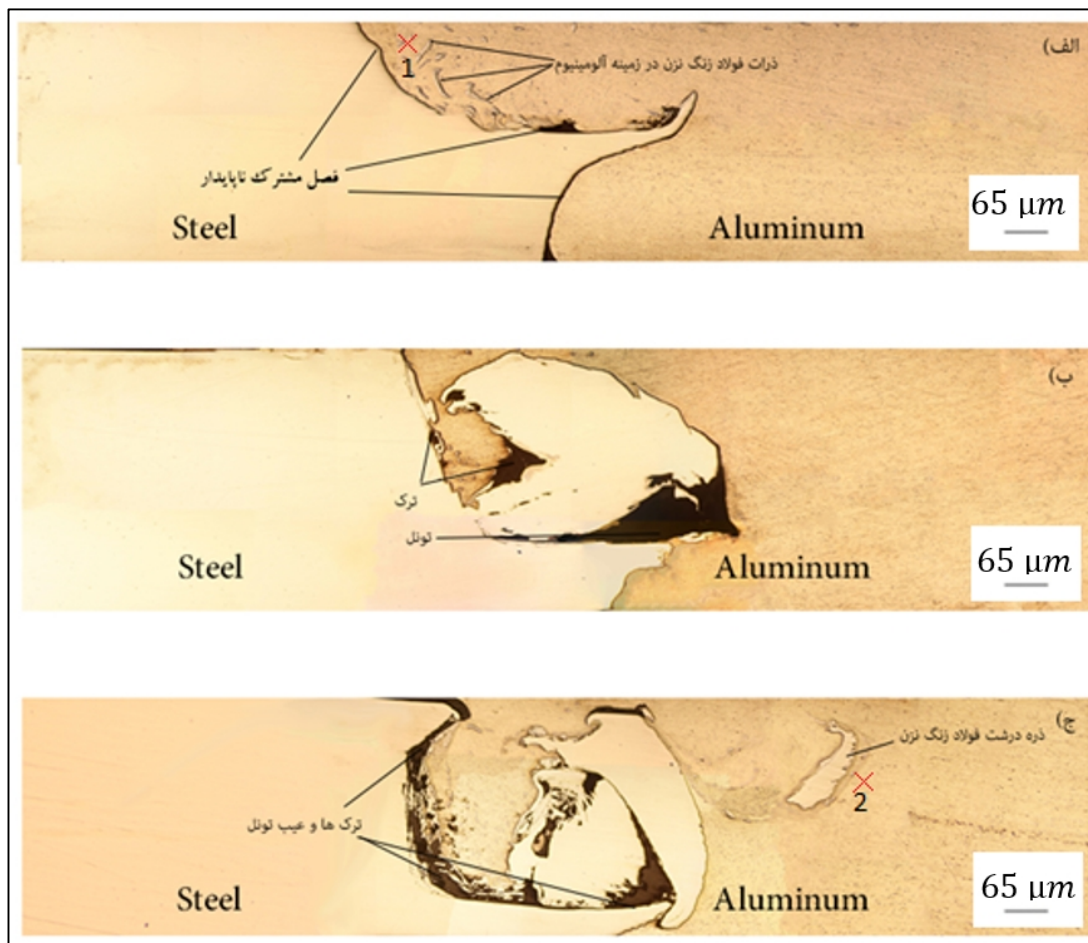 الف)
1
ذرات فولاد زنگ نزن در زمینه آلومینیوم
فصل مشترک ناپایدار
Steel
Aluminum
65 μm
ب)
ترک
تونل
Steel
Aluminum
65 μm
ج)
ذره درشت فولاد زنگ نزن
2
ترک ها و عیب تونل
Steel
Aluminum
65 μm